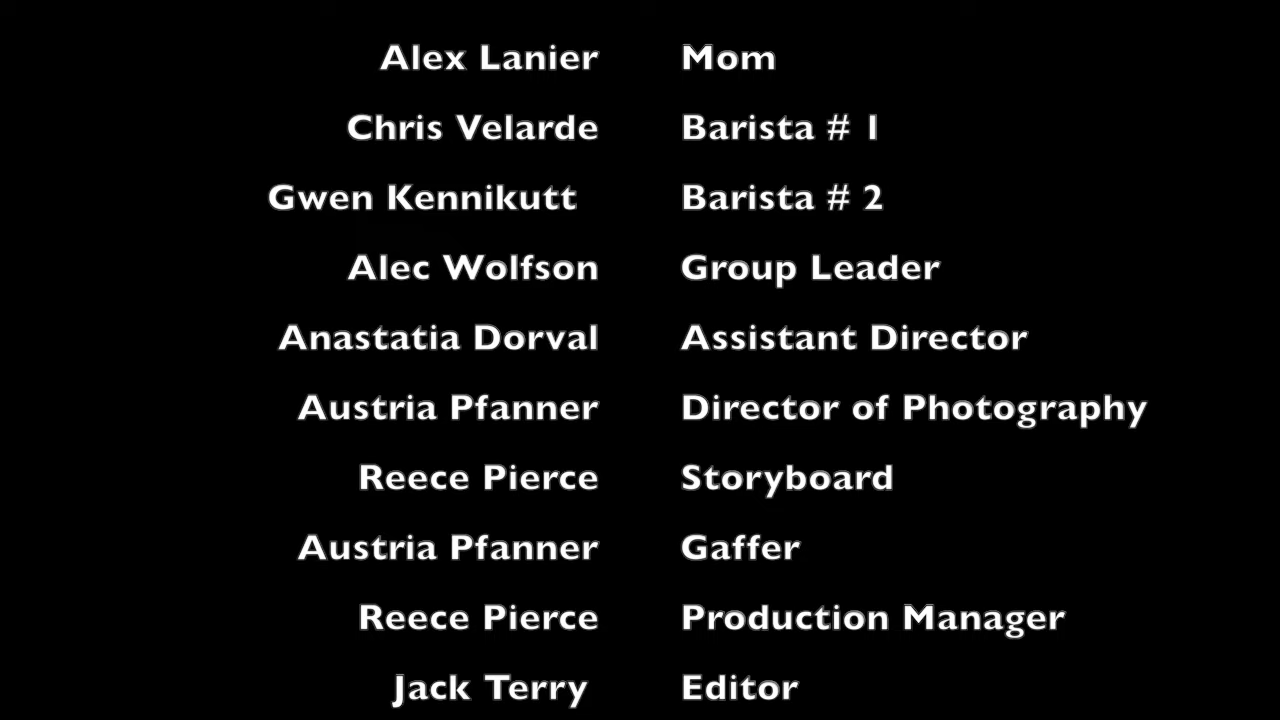 Alex Lanier Mom
Chris Velarde Barista # 1
Gwen Kennikutt Barista # 2
Alec Wolfson Group Leader
Anastatia Dorval Assistant Director
Austria Pfanner Director of Photography
Reece Pierce Storyboard
Austria Pfanner Gaffer
Reece Pierce Production Manager
Jack Terry Editor